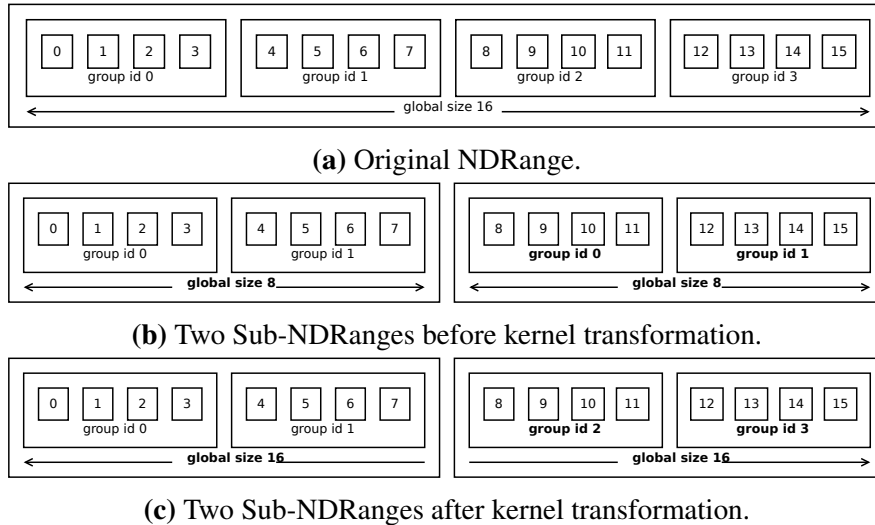 0 1 2 3 4 5 6 7 8 9 10 11 12 13 14 15
group id 0 group id 1 group id 2 group id 3
global size 16
(a) Original NDRange.
0 1 2 3 4 5 6 7 8 9 10 11 12 13 14 15
group id 0 group id 1 group id 0 group id 1
global size 8 global size 8
(b) Two Sub-NDRanges before kernel transformation.
0 1 2 3 4 5 6 7 8 9 10 11 12 13 14 15
group id 0 group id 1 group id 2 group id 3
global size 16 global size 16
(c) Two Sub-NDRanges after kernel transformation.